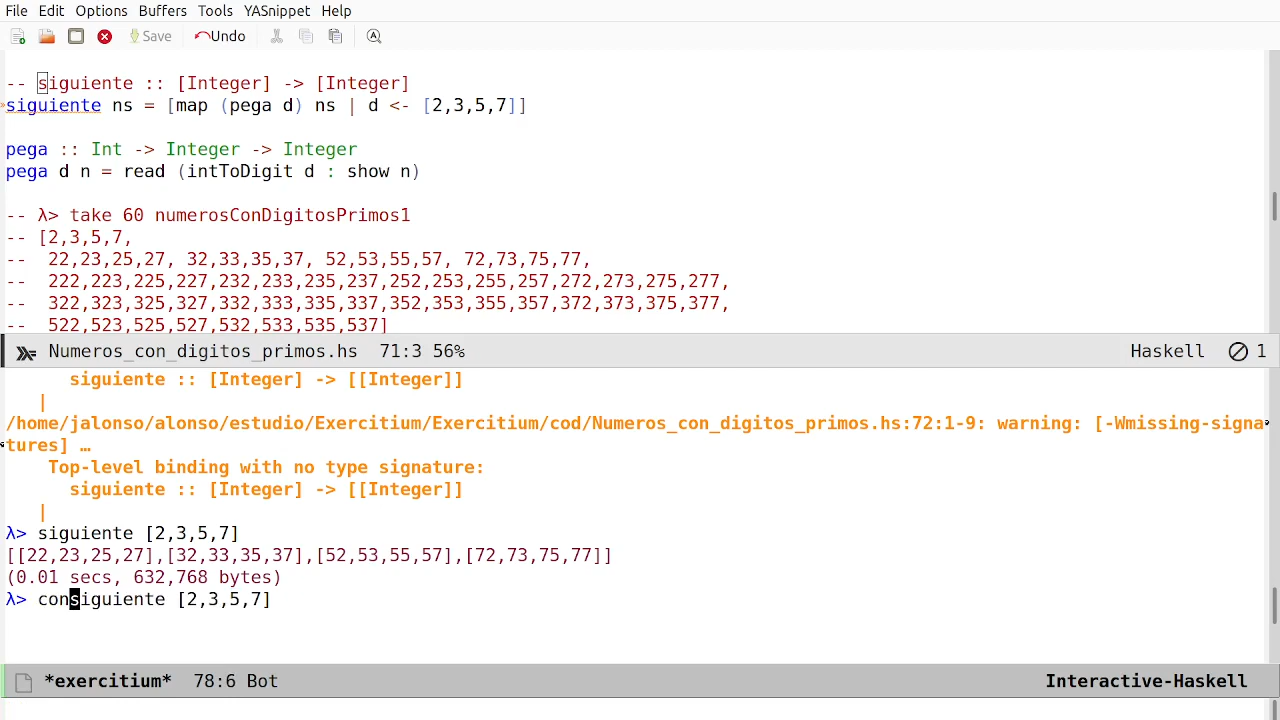 File Edit Options Buffers Tools YASnippet Help
Save Undo
-- siguiente :: [Integer] -> [Integer]
siguiente ns = [map (pega d) ns | d <- [2,3,5,7]]
pega :: Int -> Integer -> Integer
pega d n = read (intToDigit d : show n)
-- λ> take 60 numerosConDigitosPrimos1
-- [2,3,5,7,
--  22,23,25,27, 32,33,35,37, 52,53,55,57, 72,73,75,77,
--  222,223,225,227,232,233,235,237,252,253,255,257,272,273,275,277,
--  322,323,325,327,332,333,335,337,352,353,355,357,372,373,375,377,
--  522,523,525,527,532,533,535,537]
Numeros_con_digitos_primos.hs 71:3 56% Haskell 1
siguiente :: [Integer] -> [[Integer]]
|
/home/jalonso/alonso/estudio/Exercitium/Exercitium/cod/Numeros_con_digitos_primos.hs:72:1-9: warning: [-Wmissing-signa
tures] …
Top-level binding with no type signature:
siguiente :: [Integer] -> [[Integer]]
|
λ> siguiente [2,3,5,7]
[[22,23,25,27],[32,33,35,37],[52,53,55,57],[72,73,75,77]]
(0.01 secs, 632,768 bytes)
λ> consiguiente [2,3,5,7]
*exercitium* 78:6 Bot Interactive-Haskell